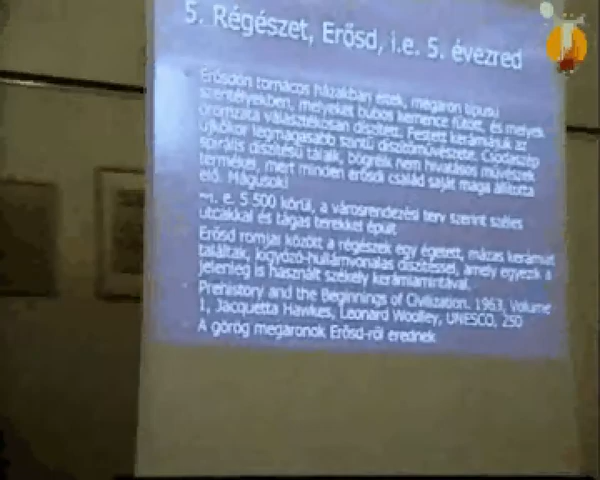 5. Régészet, Erősd, i.e. 5. évezred
Erősdön tornácos házakban éltek, megaron típusú
szentélyekben, melyeket búbos kemence fűtött, és melyek
oromzata választékosan díszített. Festett kerámiájuk az
újkőkor legmagasabb szintű díszítőművészete. Csodaszép
spirális díszítésű tálaik, bögréik nem hivatásos művészek
termékei, mert minden erősdi család saját maga állította
elő. Mágusok!
i. e. 5 500 körül, a városrendezési terv szerint széles
utcákkal és tágas terekkel épült
Erősd romjai között a régészek egy égetett, mázas kerámiát
találtak, kígyózó-hullámvonalas díszítéssel, amely egyezik a
jelenleg is használt székely kerámiamintával.
Prehistory and the Beginnings of Civilization. 1963, Volume
1, Jacquetta Hawkes, Leonard Woolley, UNESCO, 250
A görög megaronok Erősd-ről erednek